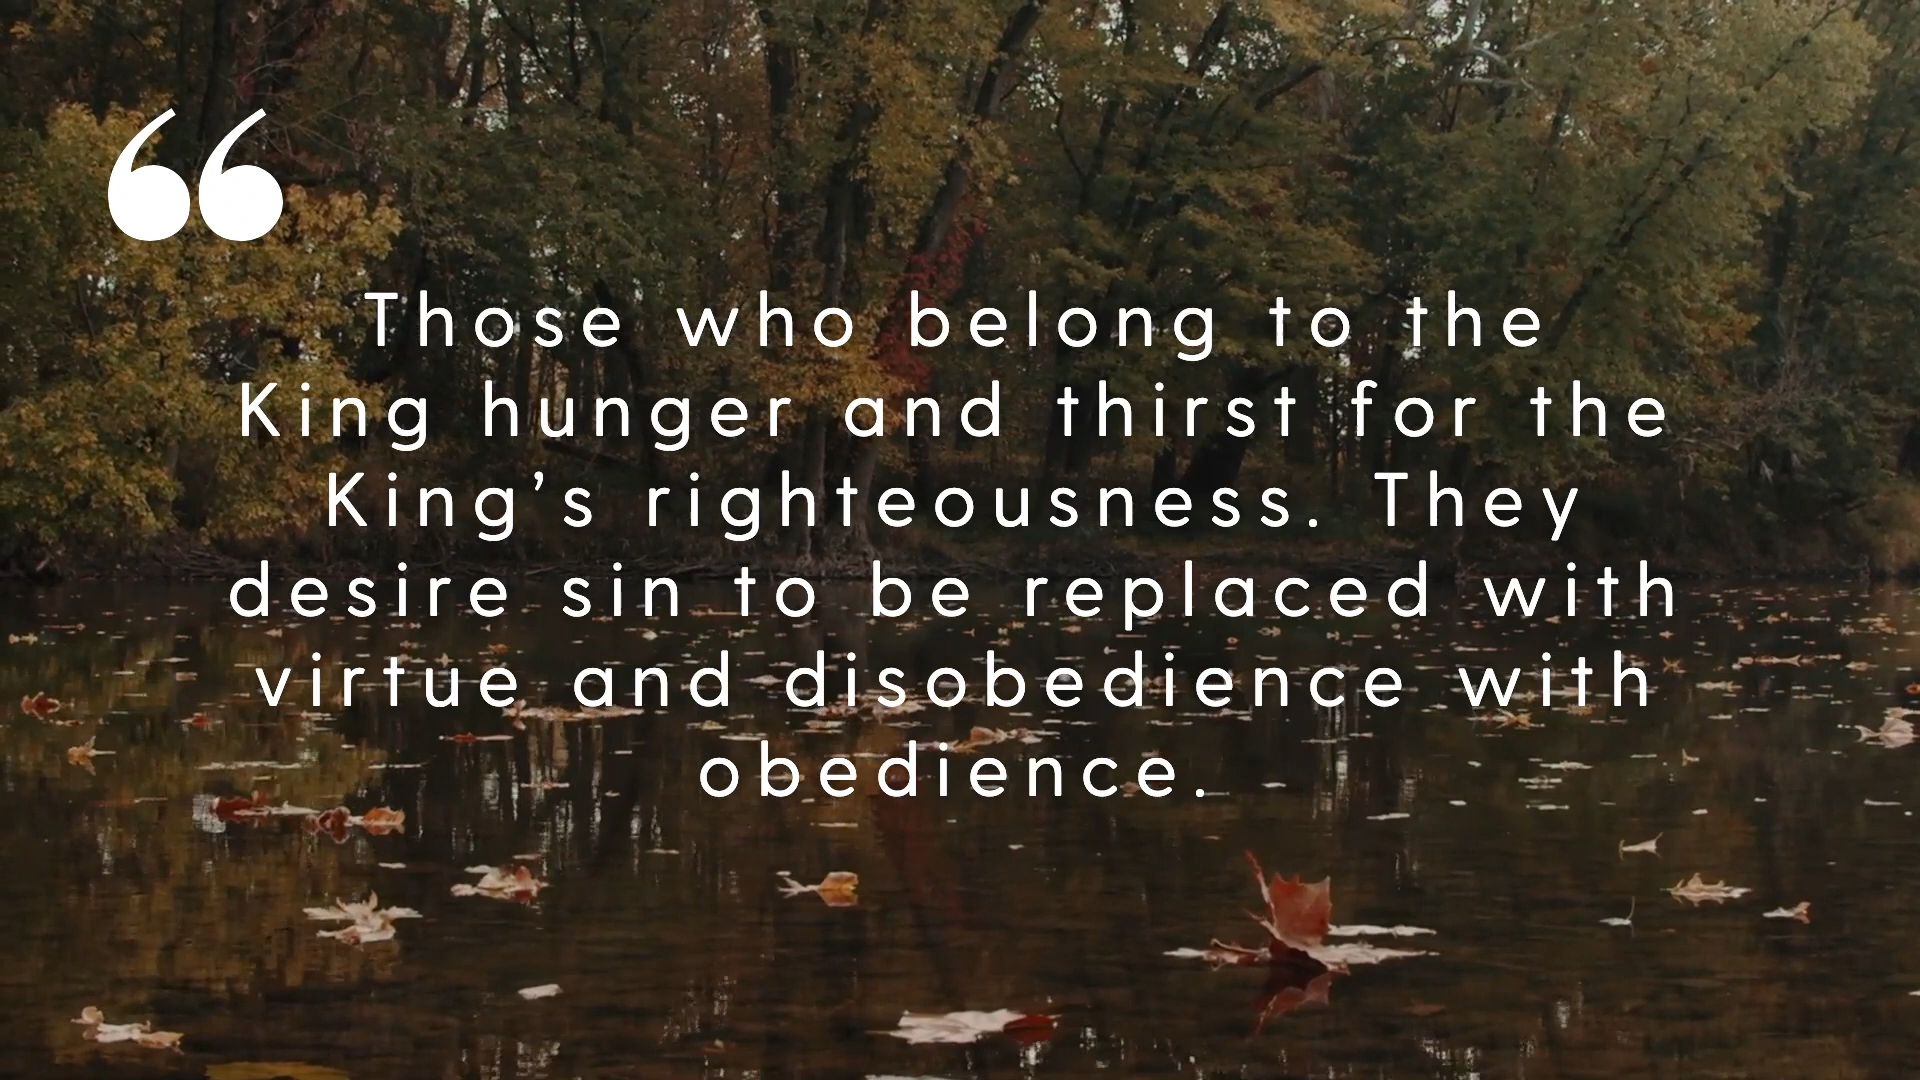 “
Those who belong to the
King hunger and thirst for the
King’s righteousness. They
desire sin to be replaced with
virtue and disobedience with
obedience.